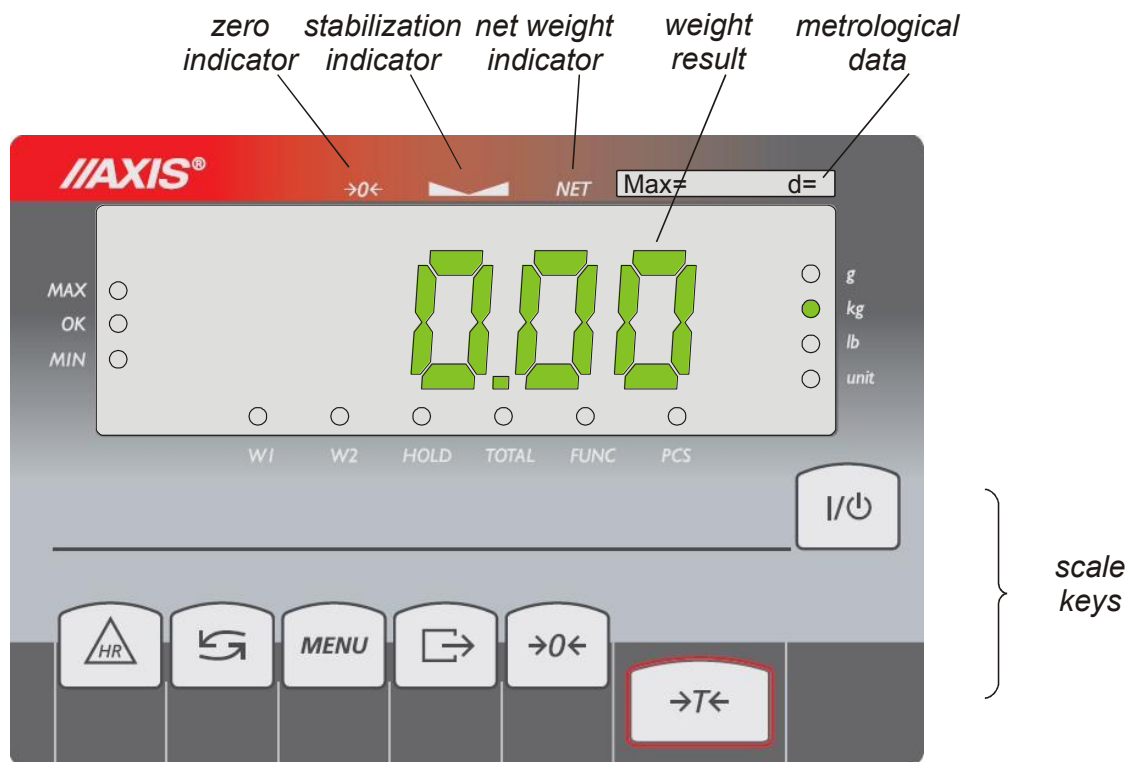 zero indicator
stabilization indicator
net weight indicator
weight result
metrological data
//AXIS®
→0←
NET
Max= d=
MAX
OK
MIN
0.00
g
kg
lb
unit
W1 W2 HOLD TOTAL FUNC PCS
I/⏻
scale keys
HR
MENU
→0←
→T←